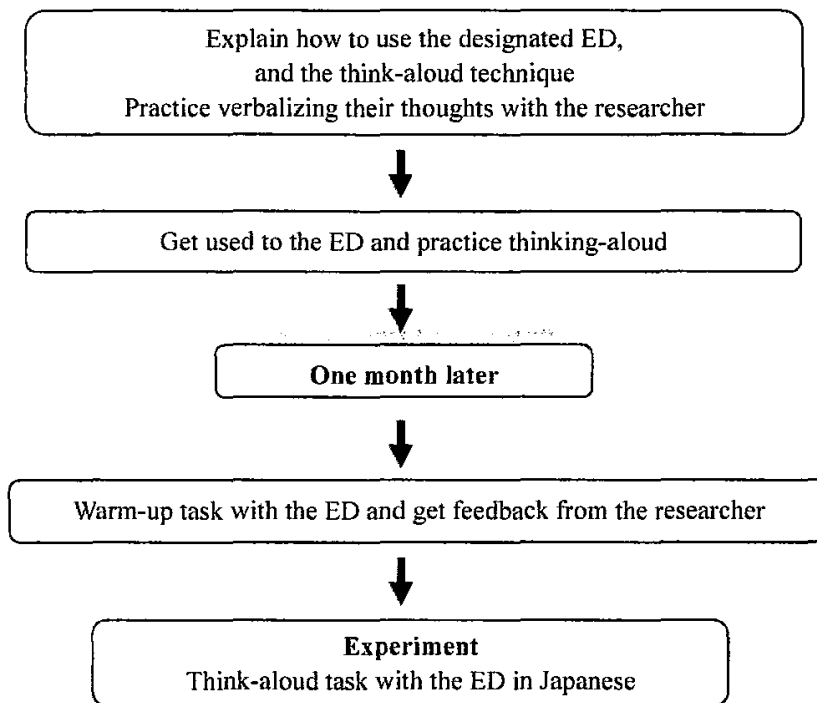 Explain how to use the designated ED,
and the think-aloud technique
Practice verbalizing their thoughts with the researcher
Get used to the ED and practice thinking-aloud
One month later
Warm-up task with the ED and get feedback from the researcher
Experiment
Think-aloud task with the ED in Japanese